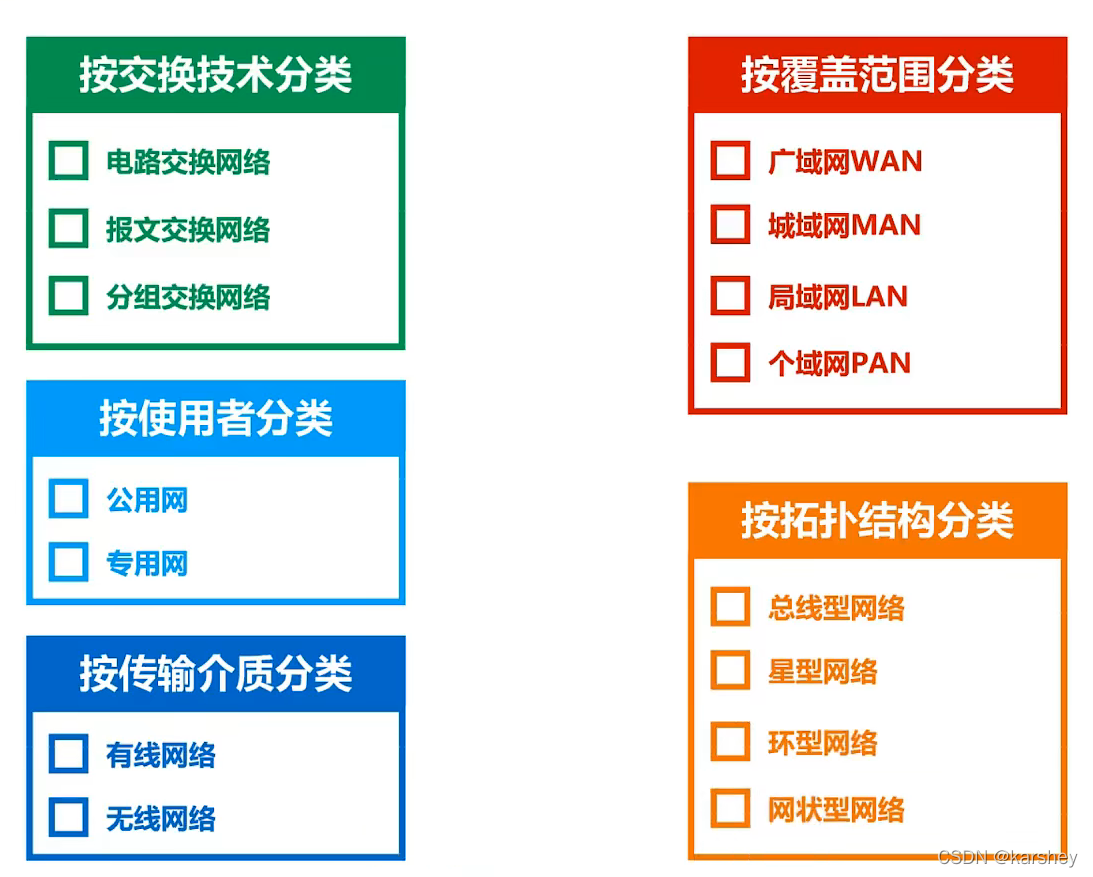 按交换技术分类
电路交换网络
报文交换网络
分组交换网络
按使用者分类
公用网
专用网
按传输介质分类
有线网络
无线网络
按覆盖范围分类
广域网WAN
城域网MAN
局域网LAN
个域网PAN
按拓扑结构分类
总线型网络
星型网络
环型网络
网状型网络
CSDN @karshey